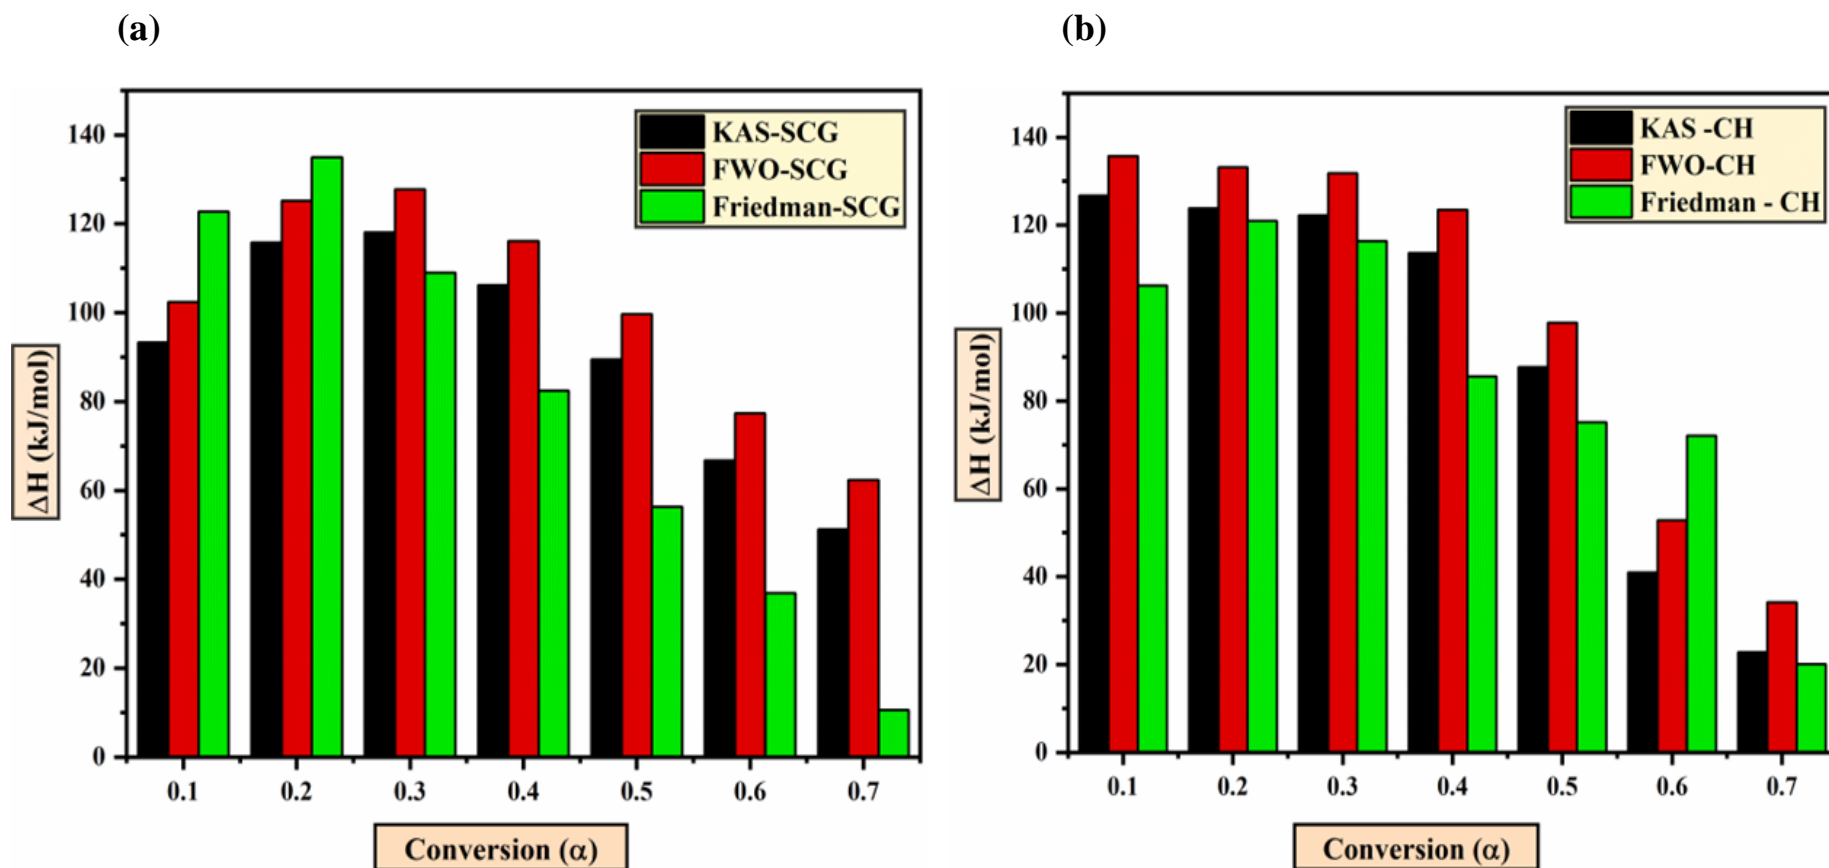 (a)
(b)
KAS-SCG
FWO-SCG
Friedman-SCG
140
120
100
80
60
40
20
0
ΔH (kJ/mol)
0.1 0.2 0.3 0.4 0.5 0.6 0.7
Conversion (α)
KAS -CH
FWO-CH
Friedman - CH
140
120
100
80
60
40
20
0
ΔH (kJ/mol)
0.1 0.2 0.3 0.4 0.5 0.6 0.7
Conversion (α)